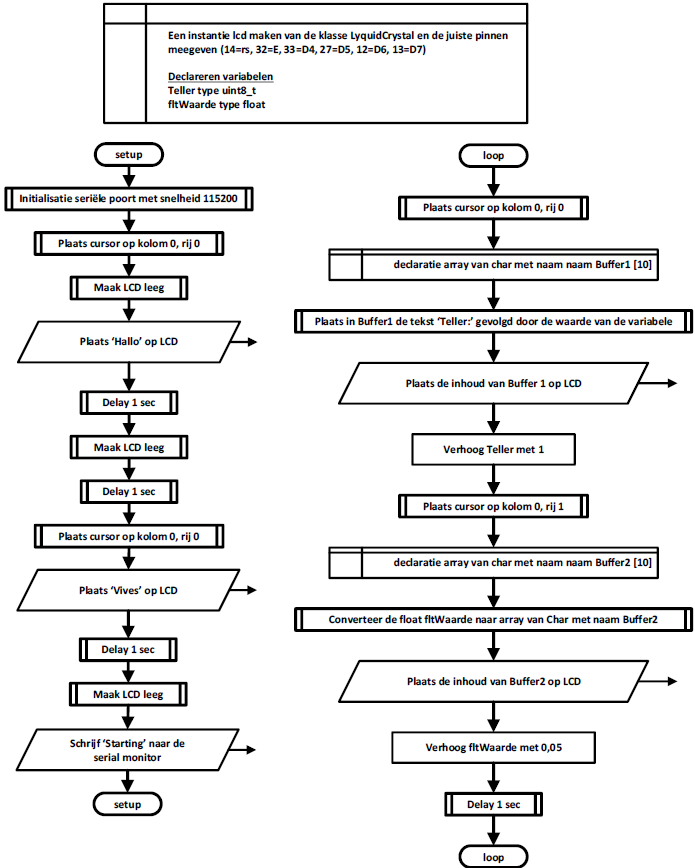 Een instantie lcd maken van de klasse LyquidCrystal en de juiste pinnen
meegeven (14=rs, 32=E, 33=D4, 27=D5, 12=D6, 13=D7)
Declareren variabelen
Teller type uint8_t
fltWaarde type float
setup
Initialisatie seriële poort met snelheid 115200
Plaats cursor op kolom 0, rij 0
Maak LCD leeg
Plaats ‘Hallo’ op LCD
Delay 1 sec
Maak LCD leeg
Delay 1 sec
Plaats cursor op kolom 0, rij 0
Plaats ‘Vives’ op LCD
Delay 1 sec
Maak LCD leeg
Schrijf ‘Starting’ naar de
serial monitor
setup
loop
Plaats cursor op kolom 0, rij 0
declaratie array van char met naam naam Buffer1 [10]
Plaats in Buffer1 de tekst ‘Teller:’ gevolgd door de waarde van de variabele
Plaats de inhoud van Buffer 1 op LCD
Verhoog Teller met 1
Plaats cursor op kolom 0, rij 1
declaratie array van char met naam naam Buffer2 [10]
Converteer de float fltWaarde naar array van Char met naam Buffer2
Plaats de inhoud van Buffer2 op LCD
Verhoog fltWaarde met 0,05
Delay 1 sec
loop